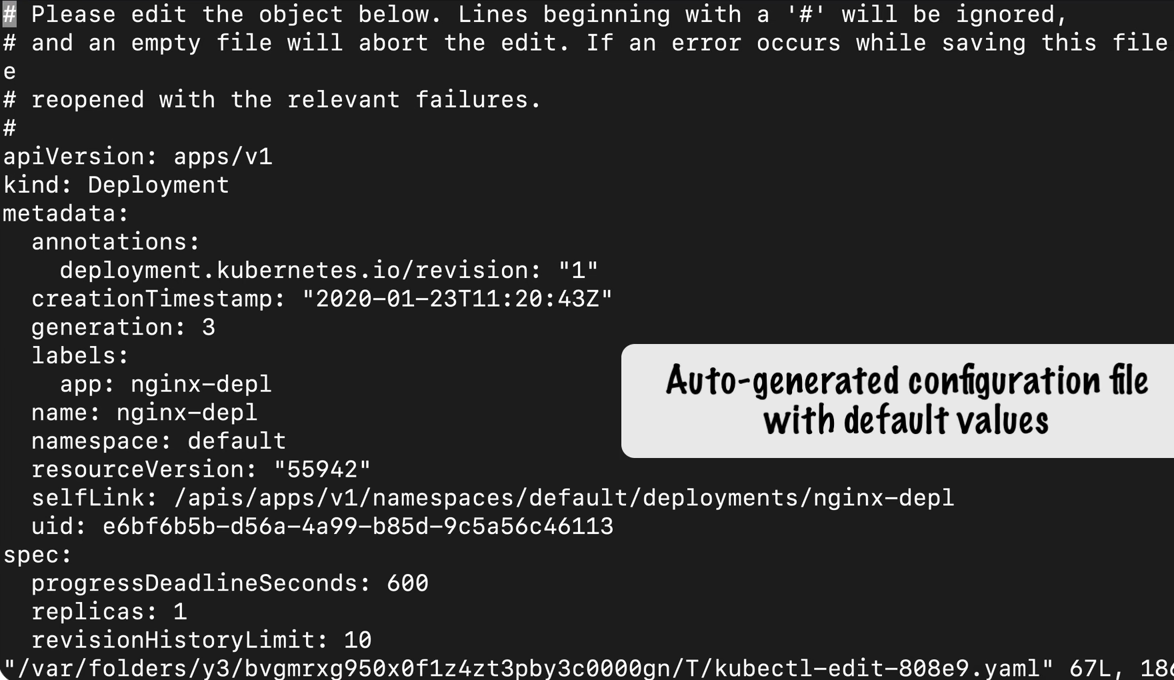 # Please edit the object below. Lines beginning with a '#' will be ignored,
# and an empty file will abort the edit. If an error occurs while saving this file
e
# reopened with the relevant failures.
#
apiVersion: apps/v1
kind: Deployment
metadata:
  annotations:
    deployment.kubernetes.io/revision: "1"
  creationTimestamp: "2020-01-23T11:20:43Z"
  generation: 3
  labels:
    app: nginx-depl
  name: nginx-depl
  namespace: default
  resourceVersion: "55942"
  selfLink: /apis/apps/v1/namespaces/default/deployments/nginx-depl
  uid: e6bf6b5b-d56a-4a99-b85d-9c5a56c46113
spec:
  progressDeadlineSeconds: 600
  replicas: 1
  revisionHistoryLimit: 10
"/var/folders/y3/bvgmrxg950x0f1z4zt3pby3c0000gn/T/kubectl-edit-808e9.yaml" 67L, 186
Auto-generated configuration file
with default values